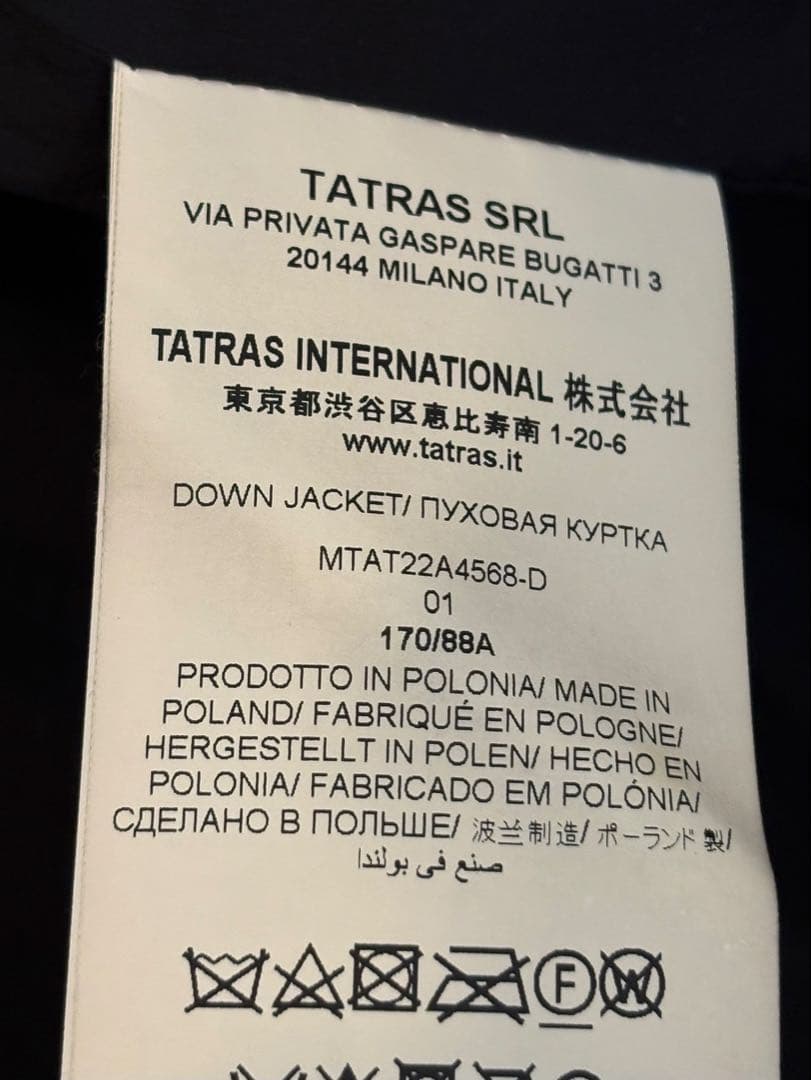 TATRAS SRL
VIA PRIVATA GASPARE BUGATTI 3
20144 MILANO ITALY
TATRAS INTERNATIONAL 株式会社
東京都渋谷区恵比寿南 1-20-6
www.tatras.it
DOWN JACKET/ ПУХОВАЯ КУРТКА
MTAT22A4568-D
01
170/88A
PRODOTTO IN POLONIA/ MADE IN
POLAND/ FABRIQUÉ EN POLOGNE/
HERGESTELLT IN POLEN/ HECHO EN
POLONIA/ FABRICADO EM POLÓNIA/
СДЕЛАНО В ПОЛЬШЕ/ 波兰制造/ ポーランド 製/
صنع في بولندا
F W